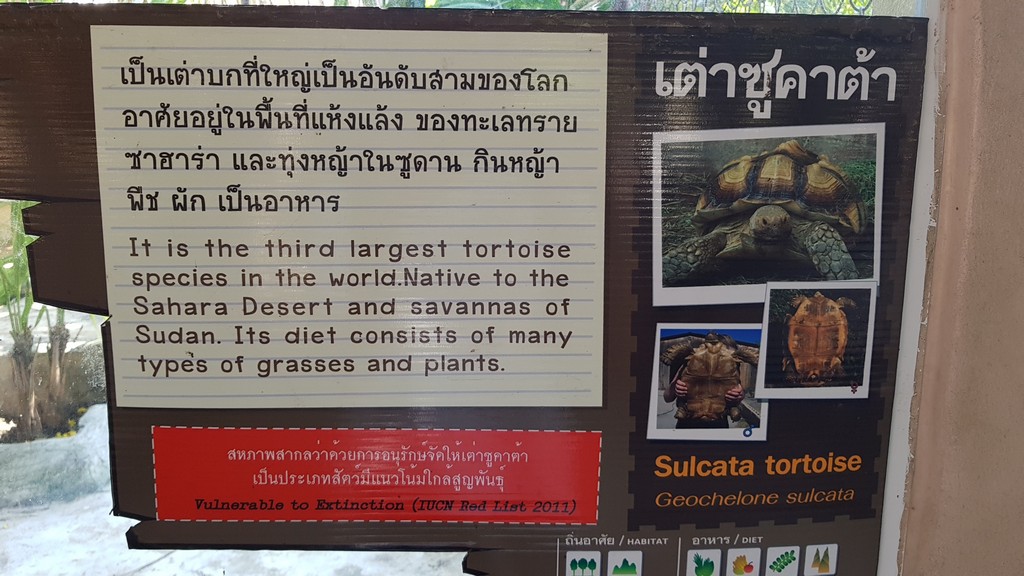 เป็นเต่าบกที่ใหญ่เป็นอันดับสามของโลก
อาศัยอยู่ในพื้นที่แห้งแล้ง ของทะเลทราย
ซาฮาร่า และทุ่งหญ้าในซูดาน กินหญ้า
พืช ผัก เป็นอาหาร
It is the third largest tortoise
species in the world.Native to the
Sahara Desert and savannas of
Sudan. Its diet consists of many
types of grasses and plants.
สหภาพสากลว่าด้วยการอนุรักษ์จัดให้เต่าซูคาต้า
เป็นประเภทสัตว์มีแนวโน้มใกล้สูญพันธุ์
Vulnerable to Extinction (IUCN Red List 2011)
เต่าซูคาต้า
♀
♂
Sulcata tortoise
Geochelone sulcata
ถิ่นอาศัย / HABITAT
อาหาร / DIET